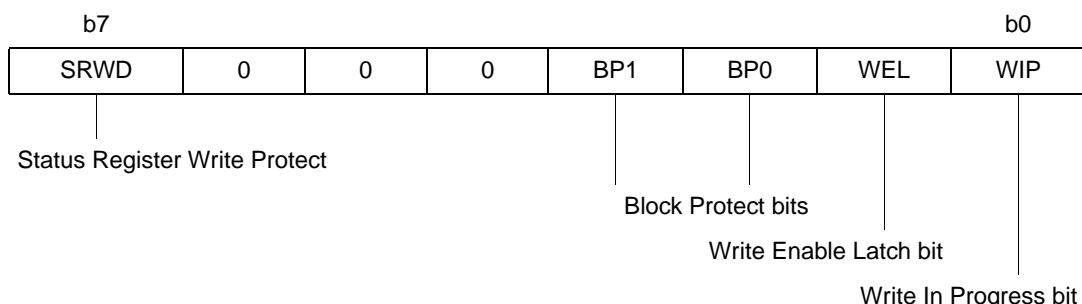 b7 b0
SRWD 0 0 0 BP1 BP0 WEL WIP
Status Register Write Protect
Block Protect bits
Write Enable Latch bit
Write In Progress bit